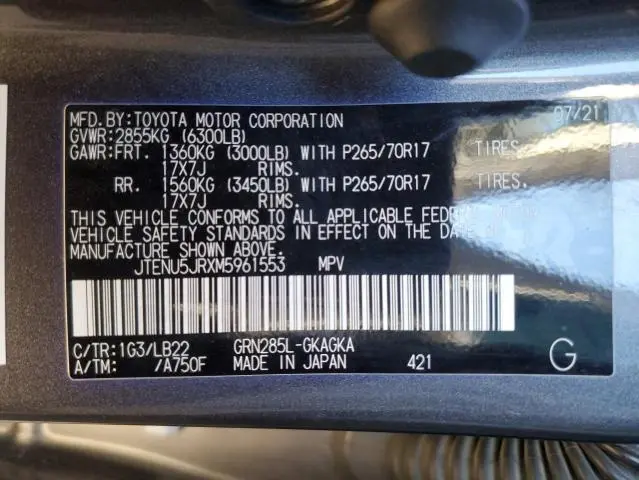 MFD.BY:TOYOTA MOTOR CORPORATION 07/21
GVWR:2855KG (6300LB)
GAWR:FRT. 1360KG (3000LB) WITH P265/70R17 TIRES,
17X7J RIMS.
RR. 1560KG (3450LB) WITH P265/70R17 TIRES,
17X7J RIMS.
THIS VEHICLE CONFORMS TO ALL APPLICABLE
VEHICLE SAFETY STANDARDS IN EFFECT ON THE DATE OF
MANUFACTURE SHOWN ABOVE.
JTENU5JRXM5961553 MPV
C/TR:1G3/LB22 GRN285L-GKAGKA
A/TM: /A750F MADE IN JAPAN 421 G